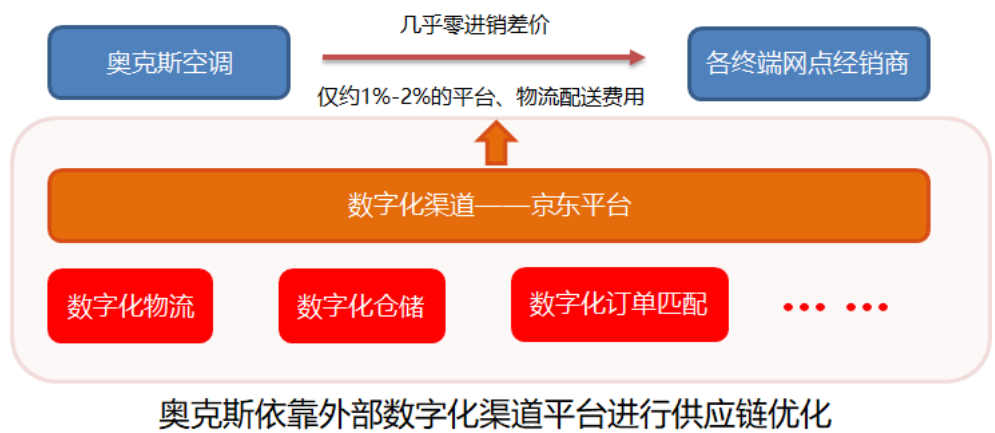 几乎零进销差价
奥克斯空调
各终端网点经销商
仅约1%-2%的平台、物流配送费用
数字化渠道——京东平台
数字化物流
数字化仓储
数字化订单匹配
••• •••
奥克斯依靠外部数字化渠道平台进行供应链优化